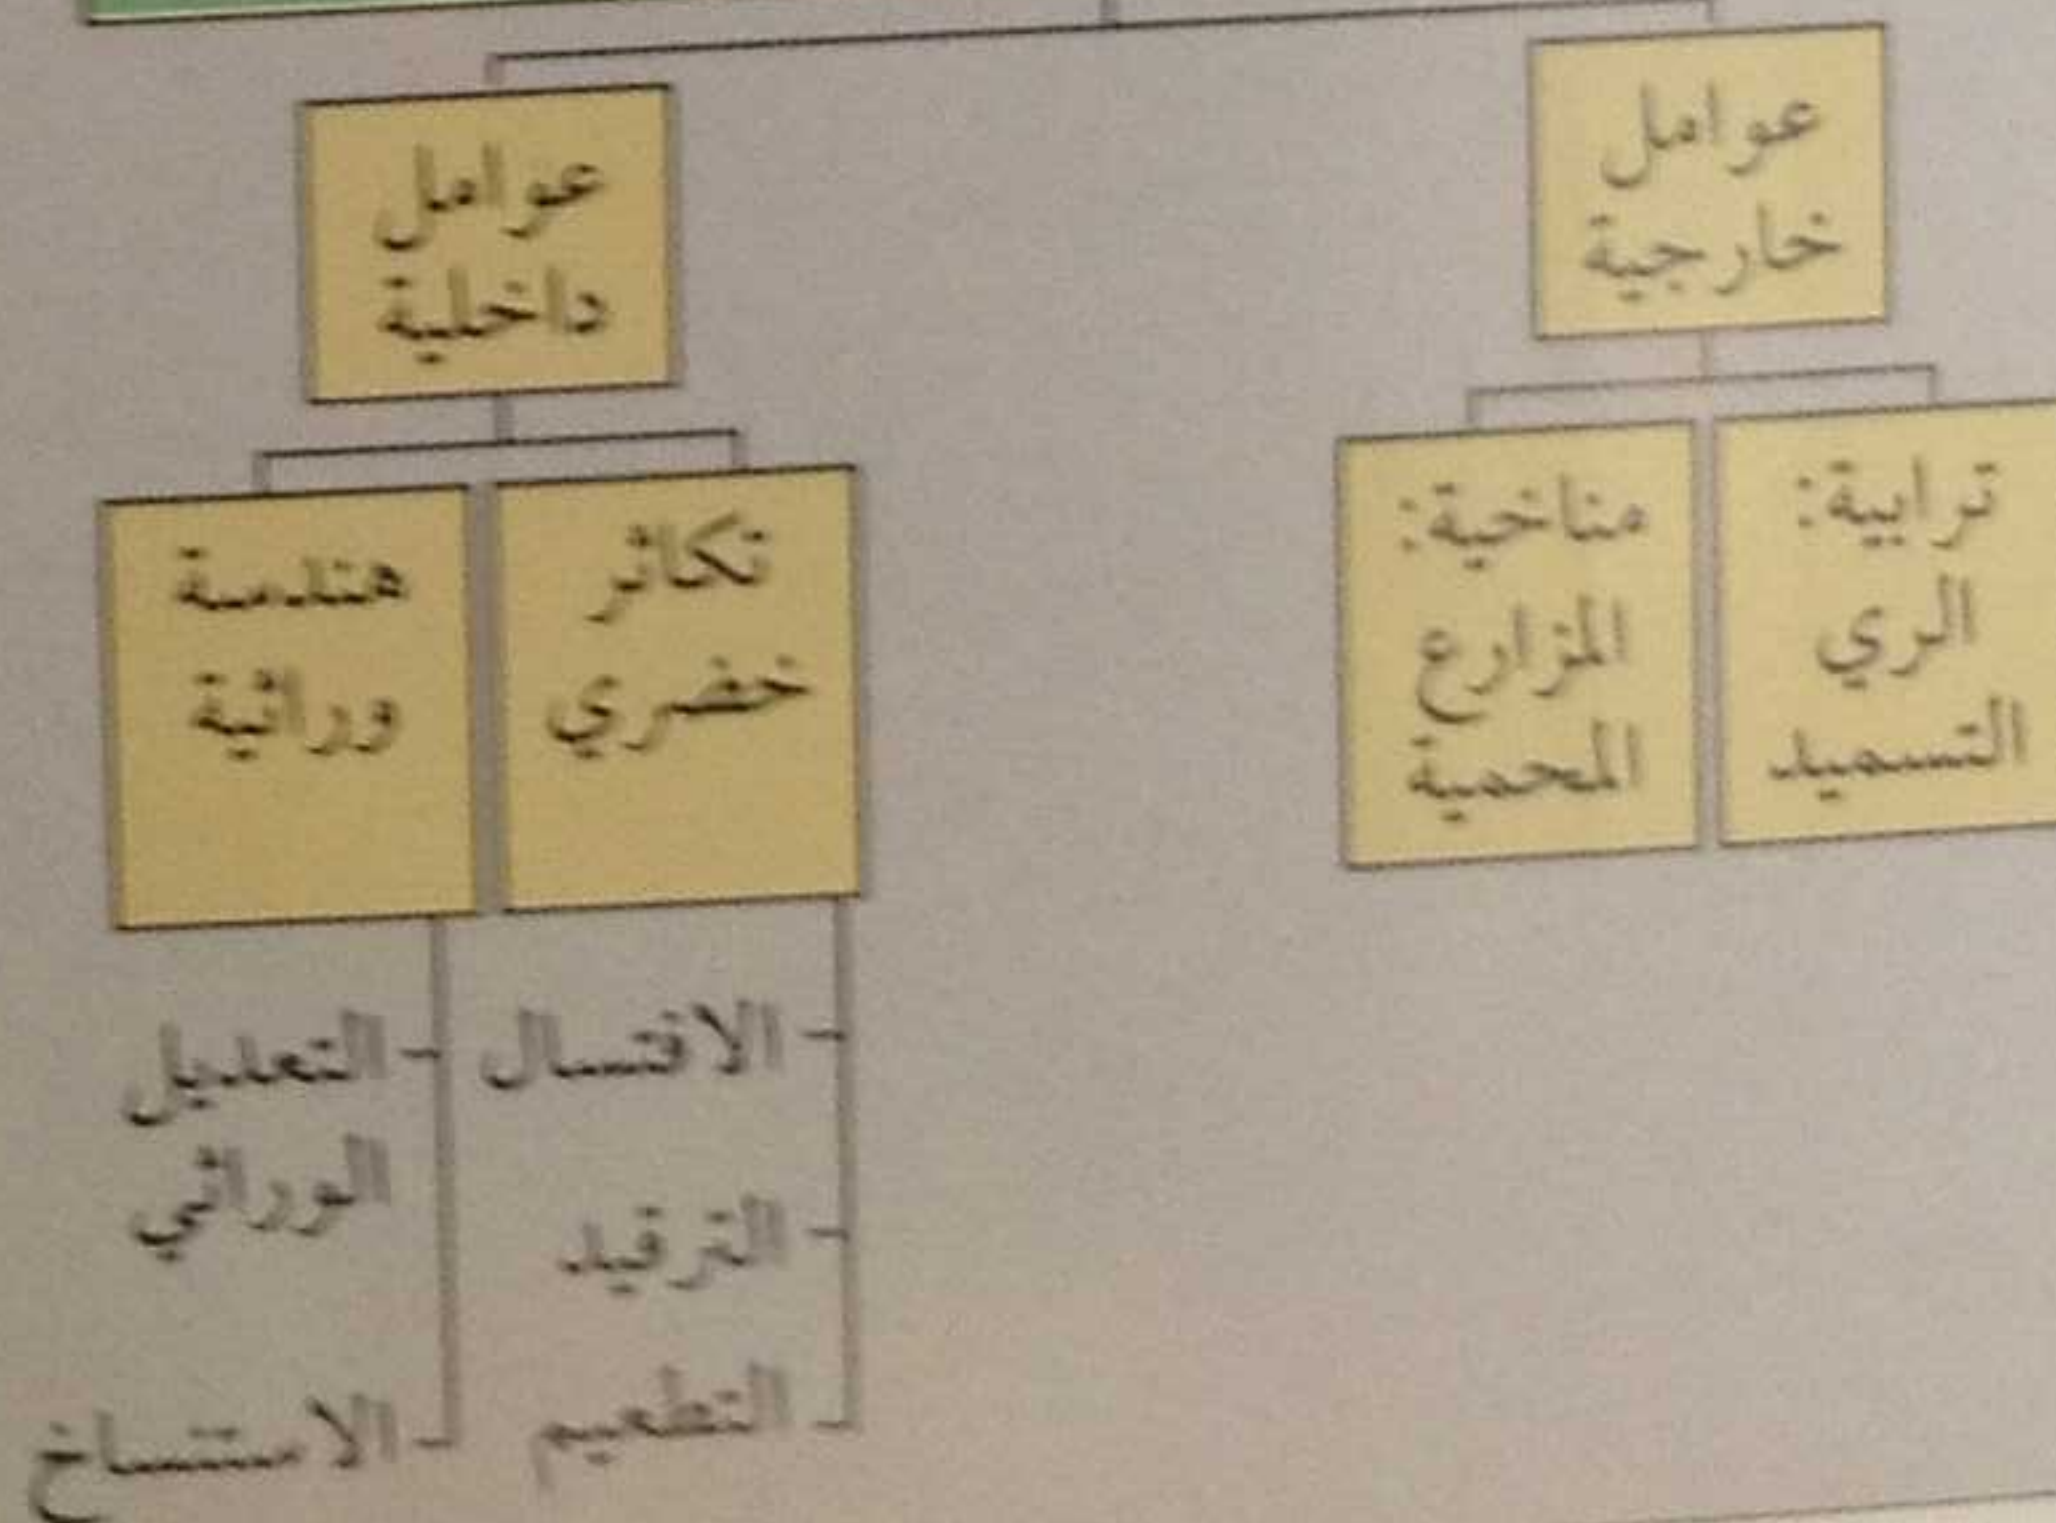 عوامل
خارجية
عوامل
داخلية
ترابية:
الري
التسميد
مناخية:
المزارع
المحمية
تكاثر
خضري
هندسة
وراثية
- الافتسال
- الترقيد
- التطعيم
- التعديل
الوراثي
- الاستنساخ